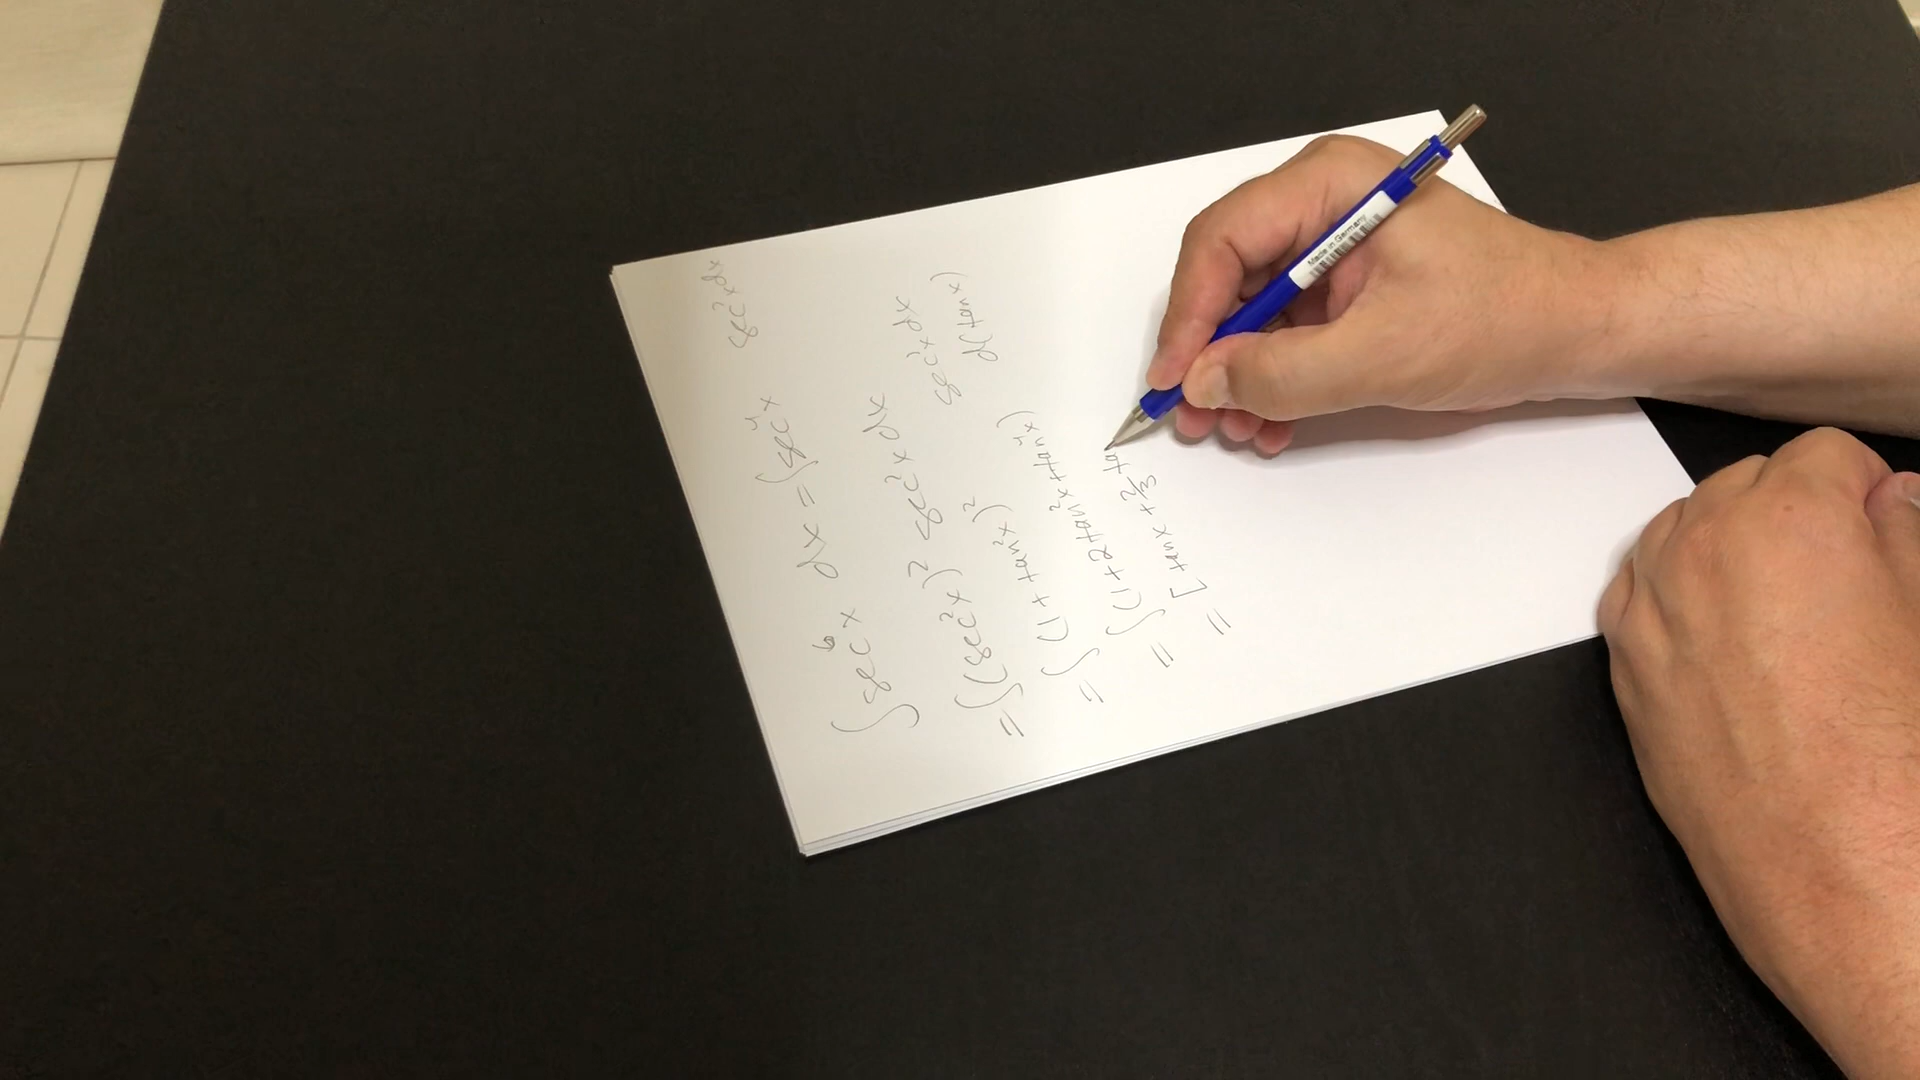 ∫sec⁶x dx = ∫sec⁴x sec²x dx
= ∫(sec²x)² sec²x dx
= ∫(1 + tan²x)² sec²x dx
= ∫(1 + 2tan²x + tan⁴x) d(tanx)
= [tanx + 2/3 ta
Made in Germany